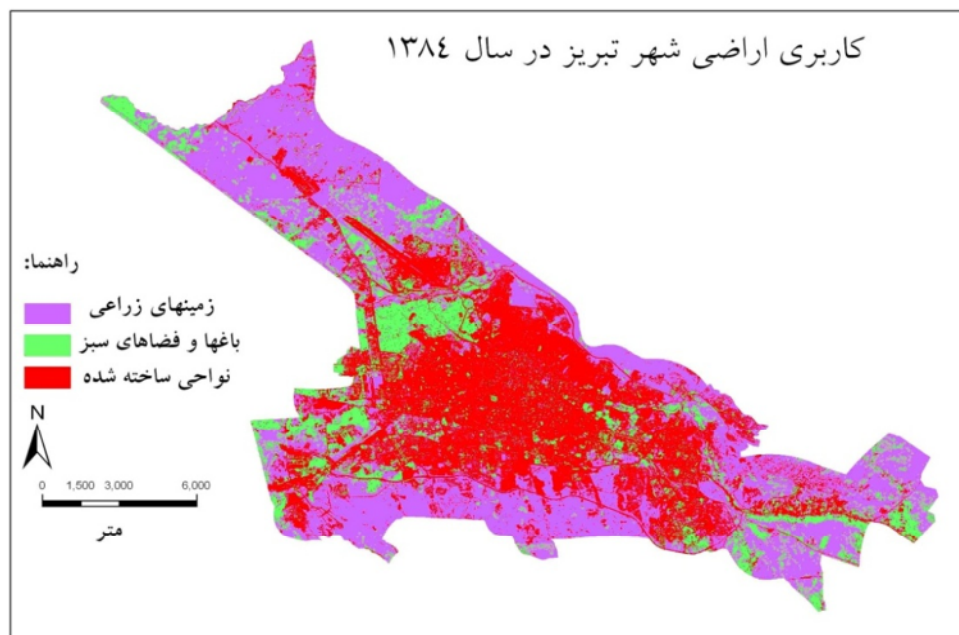 کاربری اراضی شهر تبریز در سال ۱۳۸٤
راهنما:
زمینهای زراعی
باغها و فضاهای سبز
نواحی ساخته شده
N
0 1,500 3,000 6,000
متر